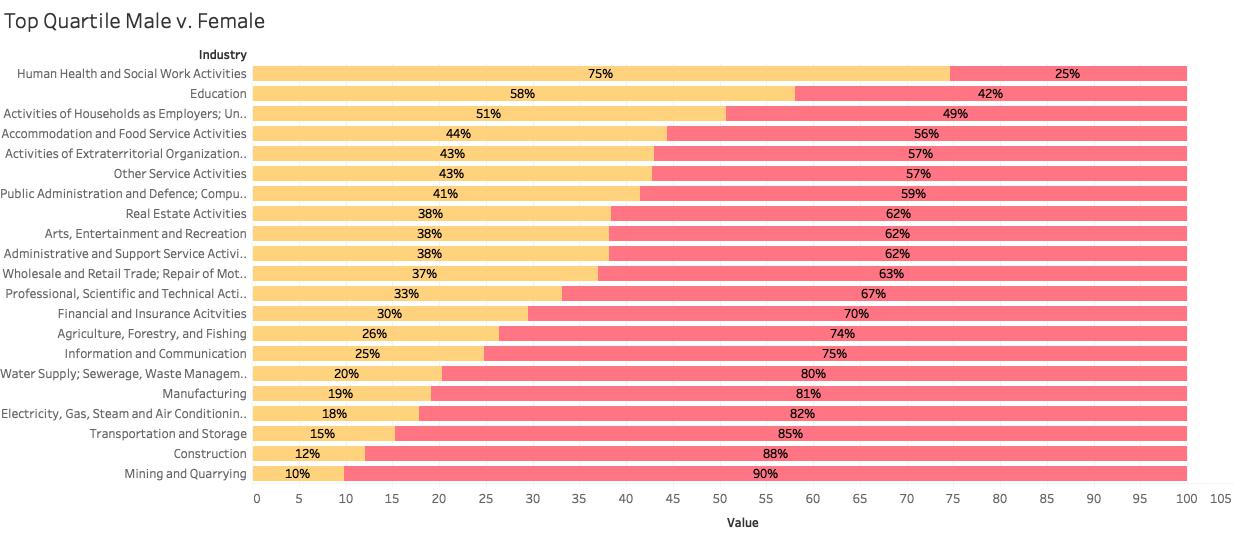 Top Quartile Male v. Female
Industry
Human Health and Social Work Activities 75% 25%
Education 58% 42%
Activities of Households as Employers; Un.. 51% 49%
Accommodation and Food Service Activities 44% 56%
Activities of Extraterritorial Organization.. 43% 57%
Other Service Activities 43% 57%
Public Administration and Defence; Compu.. 41% 59%
Real Estate Activities 38% 62%
Arts, Entertainment and Recreation 38% 62%
Administrative and Support Service Activi.. 38% 62%
Wholesale and Retail Trade; Repair of Mot.. 37% 63%
Professional, Scientific and Technical Acti.. 33% 67%
Financial and Insurance Acitvities 30% 70%
Agriculture, Forestry, and Fishing 26% 74%
Information and Communication 25% 75%
Water Supply; Sewerage, Waste Managem.. 20% 80%
Manufacturing 19% 81%
Electricity, Gas, Steam and Air Conditionin.. 18% 82%
Transportation and Storage 15% 85%
Construction 12% 88%
Mining and Quarrying 10% 90%
0 5 10 15 20 25 30 35 40 45 50 55 60 65 70 75 80 85 90 95 100 105
Value